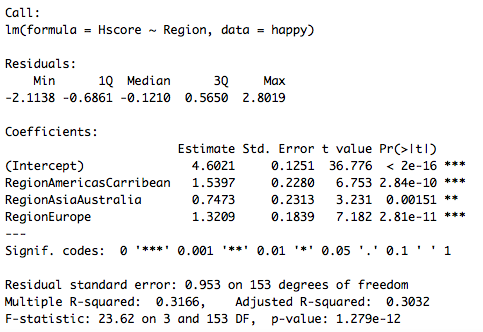 Call:
lm(formula = Hscore ~ Region, data = happy)
Residuals:
    Min      1Q  Median      3Q     Max
-2.1138 -0.6861 -0.1210  0.5650  2.8019
Coefficients:
                        Estimate Std. Error t value Pr(>|t|)
(Intercept)               4.6021     0.1251  36.776  < 2e-16 ***
RegionAmericasCarribean   1.5397     0.2280   6.753 2.84e-10 ***
RegionAsiaAustralia       0.7473     0.2313   3.231  0.00151 **
RegionEurope              1.3209     0.1839   7.182 2.81e-11 ***
---
Signif. codes:  0 '***' 0.001 '**' 0.01 '*' 0.05 '.' 0.1 ' ' 1
Residual standard error: 0.953 on 153 degrees of freedom
Multiple R-squared:  0.3166,    Adjusted R-squared:  0.3032
F-statistic: 23.62 on 3 and 153 DF,  p-value: 1.279e-12